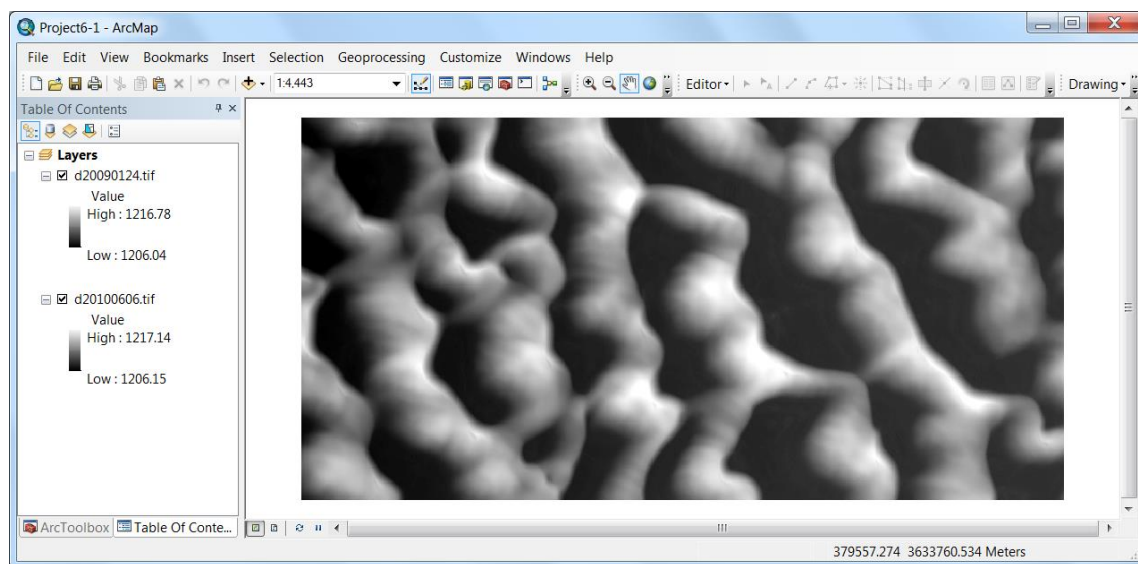 Project6-1 - ArcMap
File Edit View Bookmarks Insert Selection Geoprocessing Customize Windows Help
1:4,443 Editor Drawing
Table Of Contents
Layers
d20090124.tif
Value
High : 1216.78
Low : 1206.04
d20100606.tif
Value
High : 1217.14
Low : 1206.15
ArcToolbox Table Of Conte...
379557.274 3633760.534 Meters